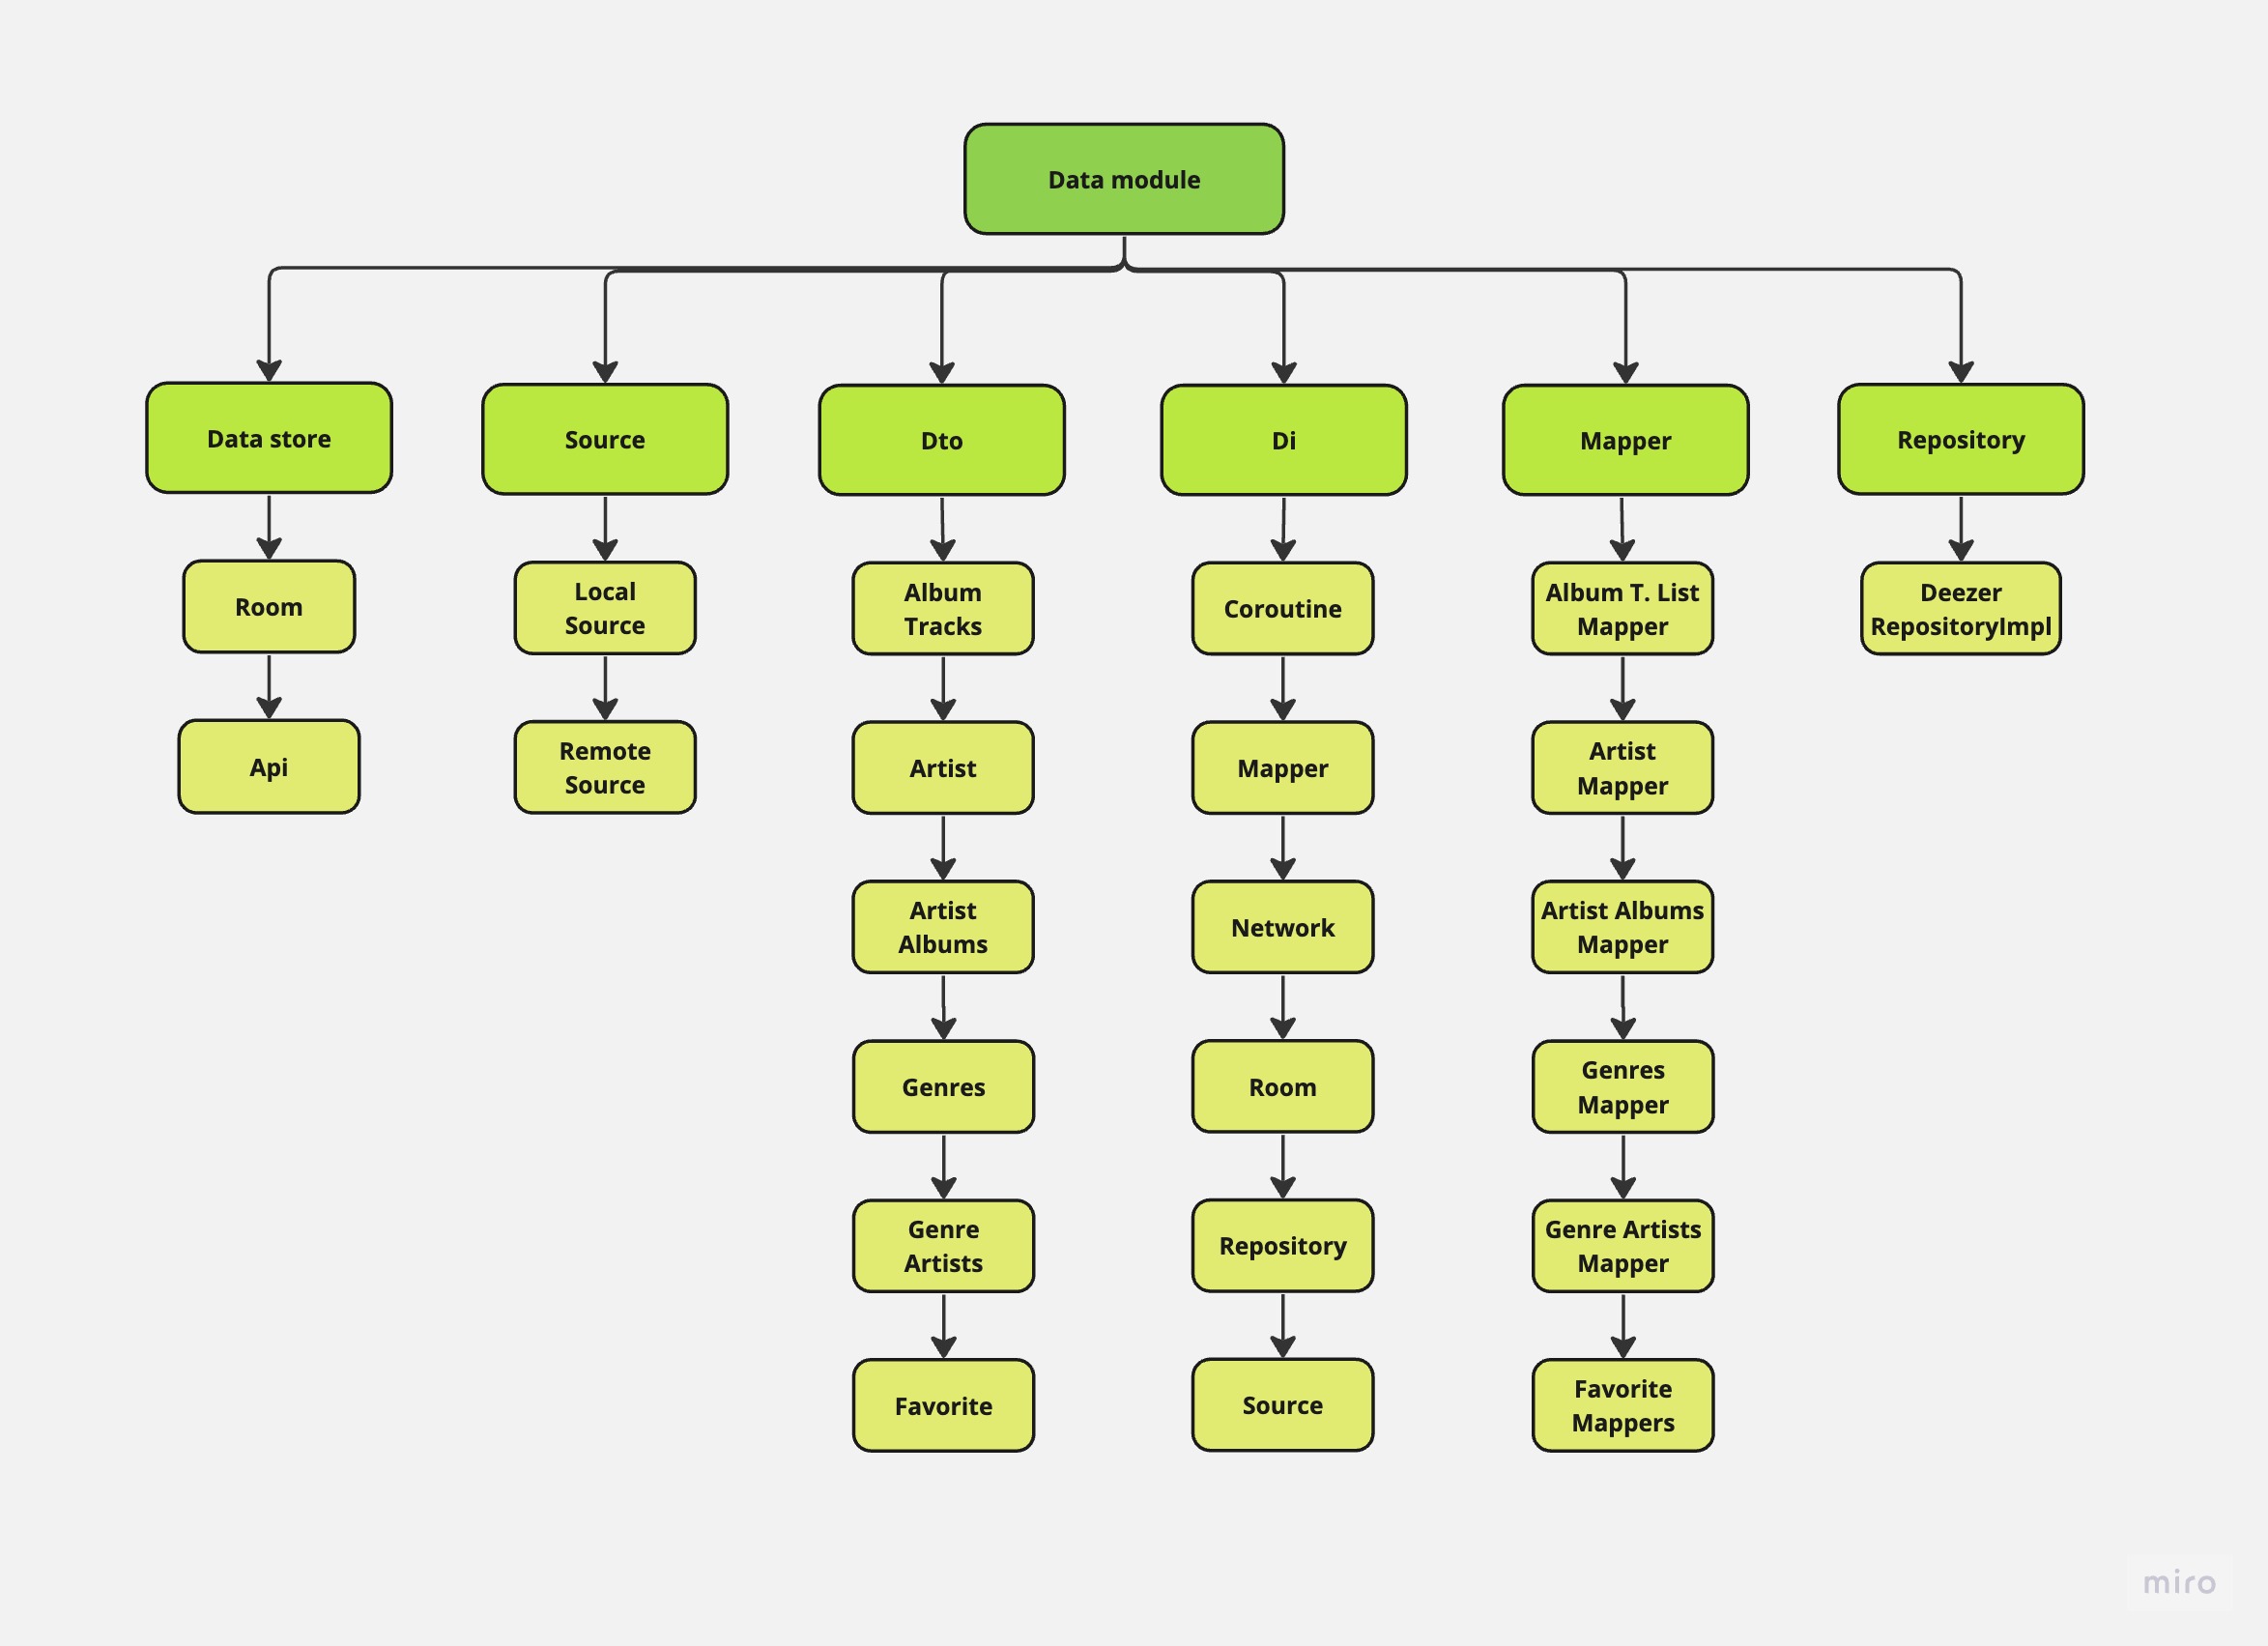 Data module
Data store
Source
Dto
Di
Mapper
Repository
Room
Local
Source
Album
Tracks
Coroutine
Album T. List
Mapper
Deezer
RepositoryImpl
Api
Remote
Source
Artist
Mapper
Artist
Mapper
Artist
Albums
Network
Artist Albums
Mapper
Genres
Room
Genres
Mapper
Genre
Artists
Repository
Genre Artists
Mapper
Favorite
Source
Favorite
Mappers
miro